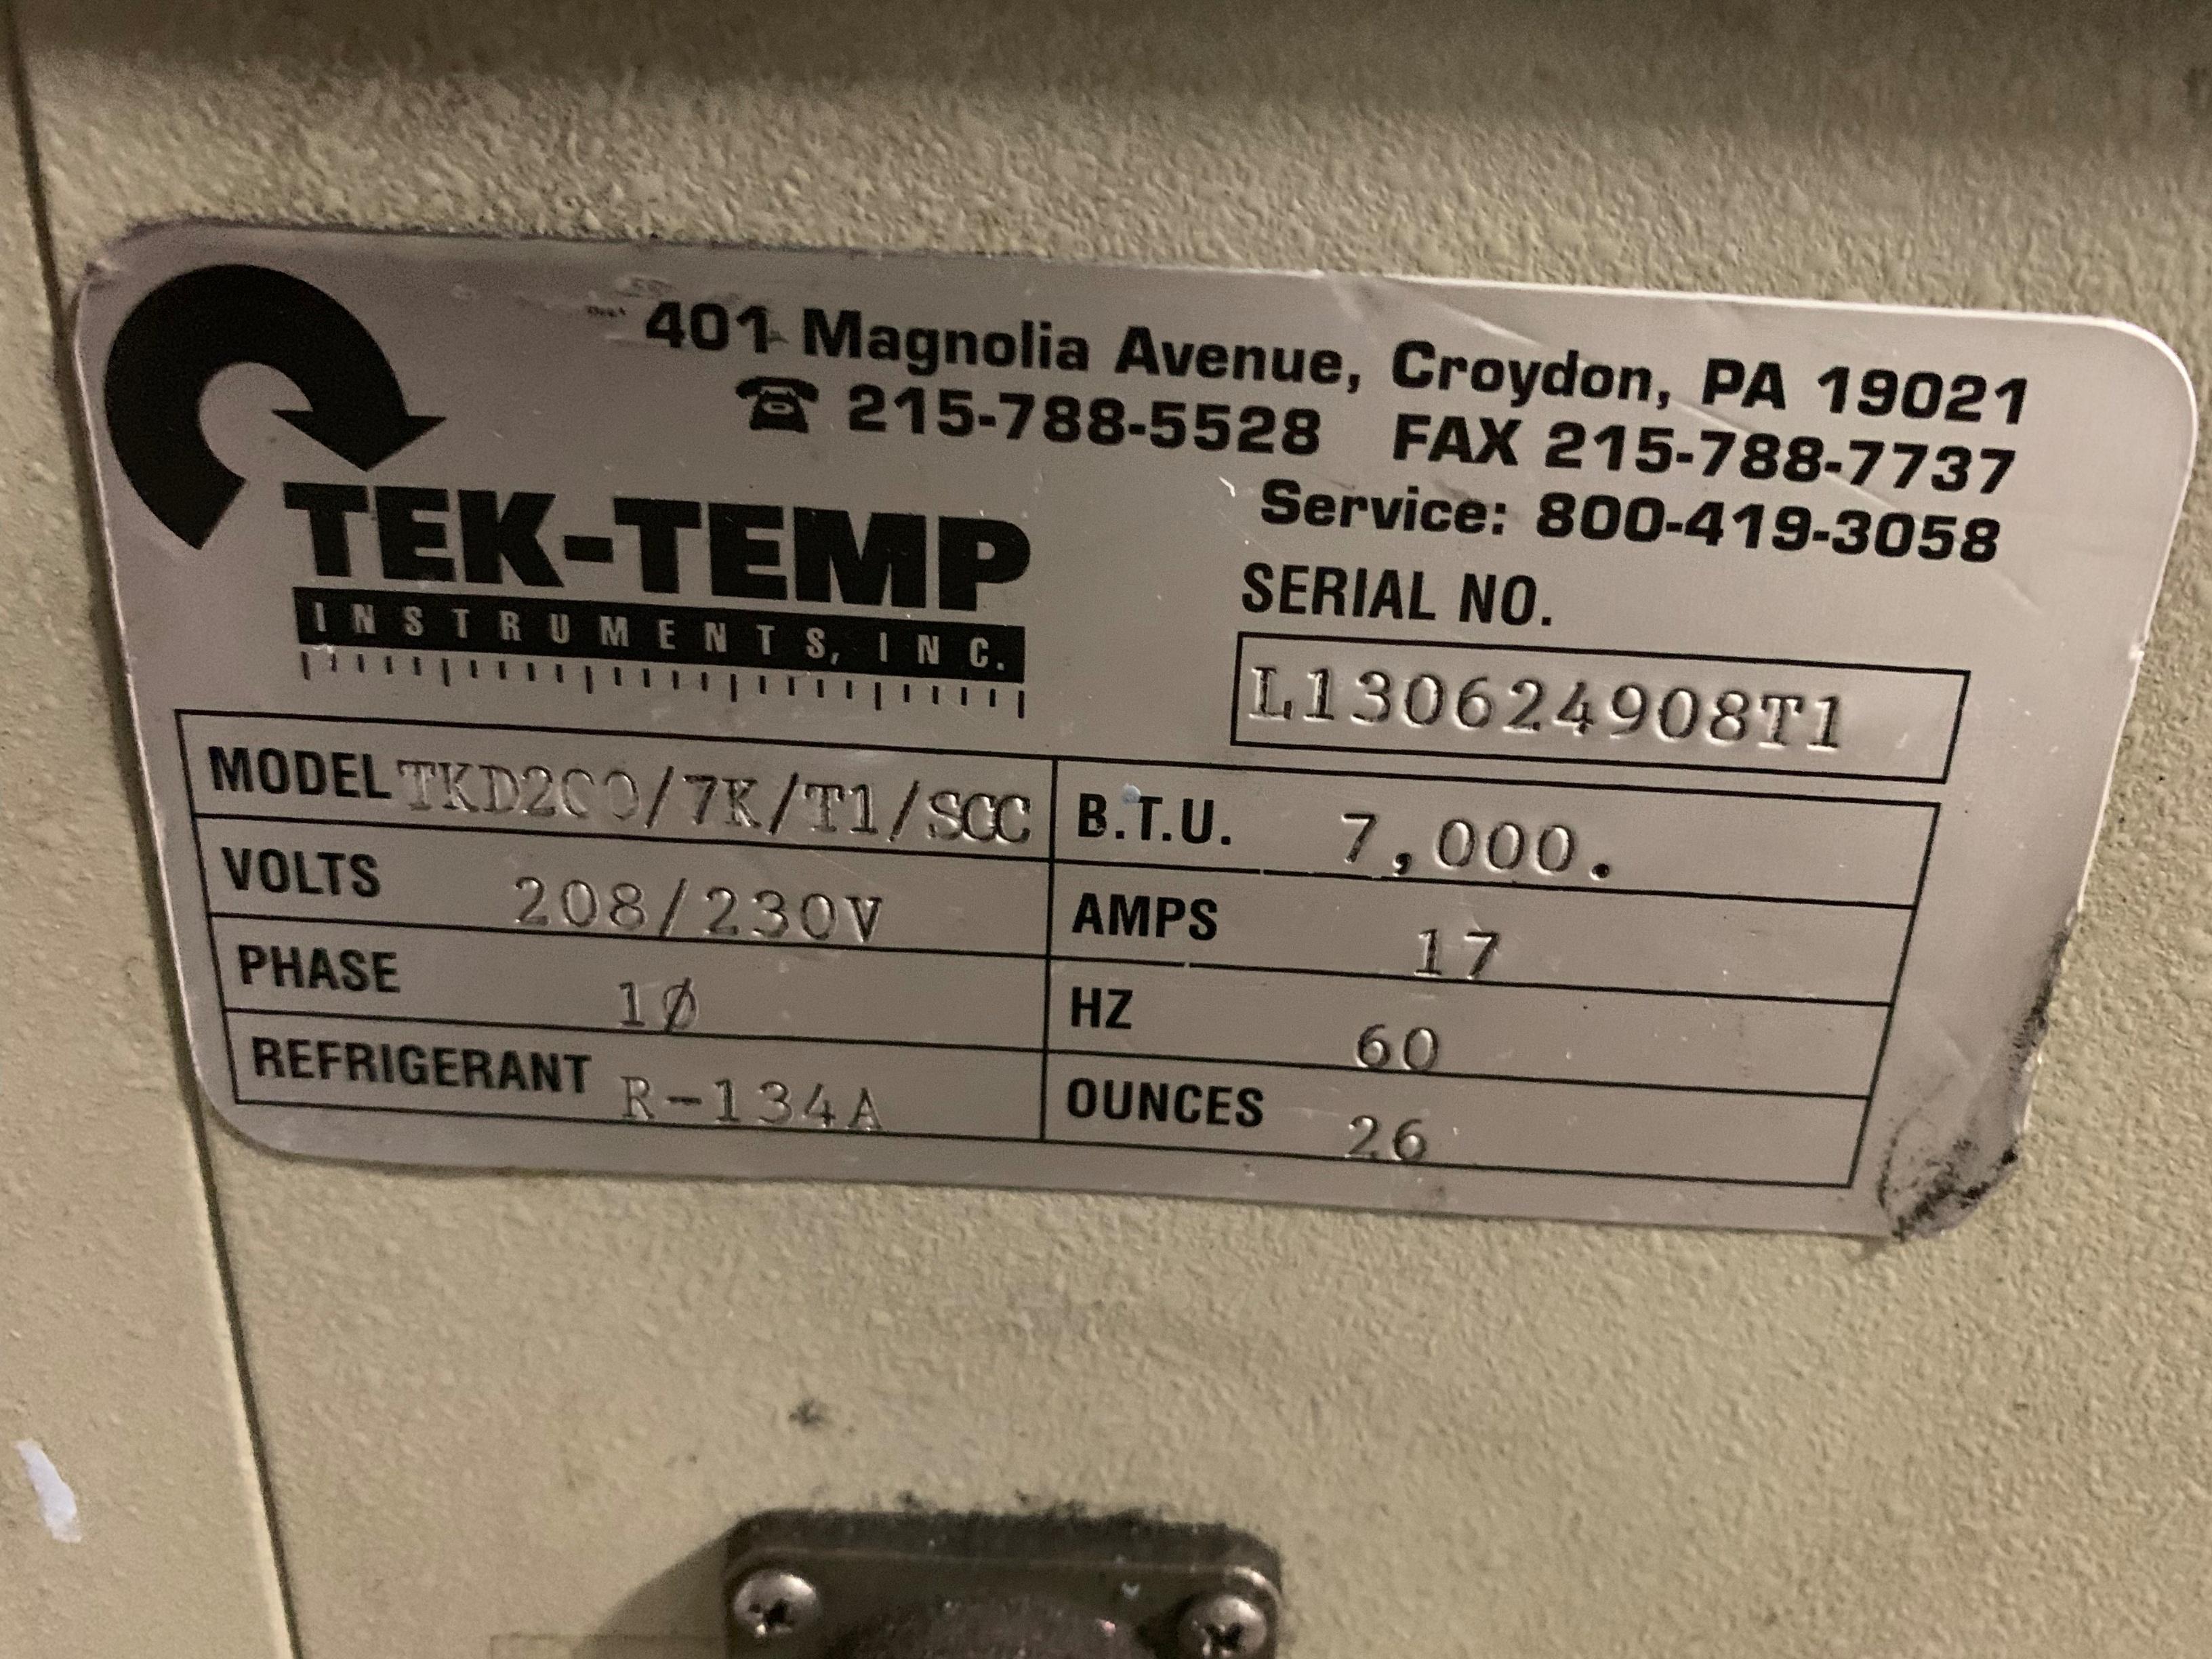 401 Magnolia Avenue, Croydon, PA 19021
☎ 215-788-5528 FAX 215-788-7737
Service: 800-419-3058
TEK-TEMP
INSTRUMENTS, INC.
SERIAL NO.
L130624908T1
MODEL TKD200/7K/T1/SCC
B.T.U. 7,000.
VOLTS 208/230V
AMPS 17
PHASE 1Ø
HZ 60
REFRIGERANT R-134A
OUNCES 26